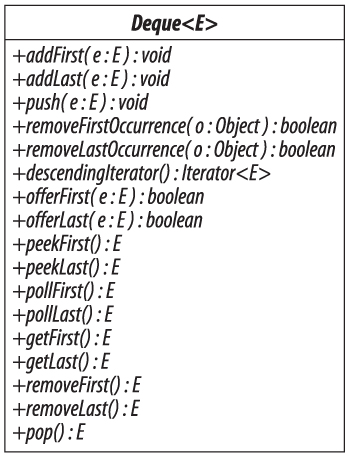 Deque<E>
+addFirst( e : E ) : void
+addLast( e : E ) : void
+push( e : E ) : void
+removeFirstOccurrence( o : Object ) : boolean
+removeLastOccurrence( o : Object ) : boolean
+descendingIterator() : Iterator<E>
+offerFirst( e : E ) : boolean
+offerLast( e : E ) : boolean
+peekFirst() : E
+peekLast() : E
+pollFirst() : E
+pollLast() : E
+getFirst() : E
+getLast() : E
+removeFirst() : E
+removeLast() : E
+pop() : E